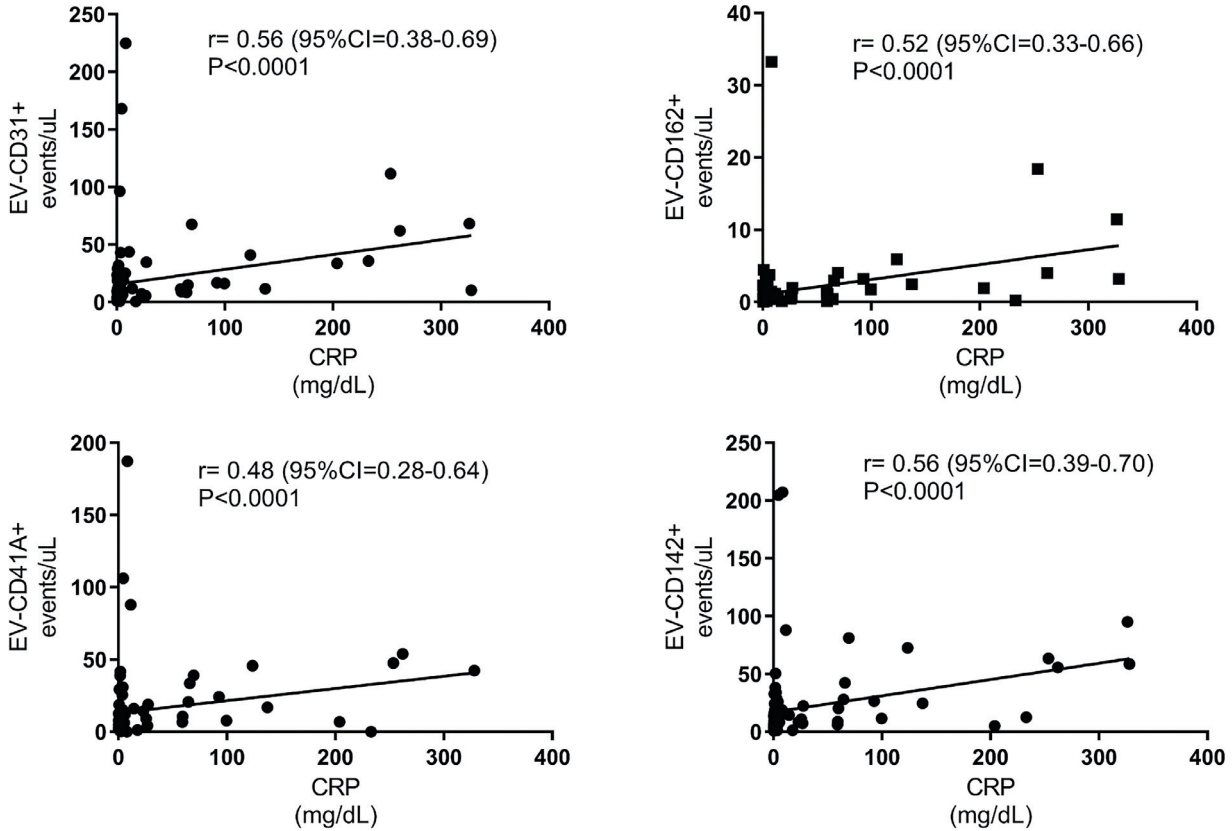 r= 0.56 (95%CI=0.38-0.69)
P<0.0001
EV-CD31+
events/uL
250
200
150
100
50
0
0 100 200 300 400
CRP
(mg/dL)
r= 0.52 (95%CI=0.33-0.66)
P<0.0001
EV-CD162+
events/uL
40
30
20
10
0
0 100 200 300 400
CRP
(mg/dL)
r= 0.48 (95%CI=0.28-0.64)
P<0.0001
EV-CD41A+
events/uL
200
150
100
50
0
0 100 200 300 400
CRP
(mg/dL)
r= 0.56 (95%CI=0.39-0.70)
P<0.0001
EV-CD142+
events/uL
250
200
150
100
50
0
0 100 200 300 400
CRP
(mg/dL)